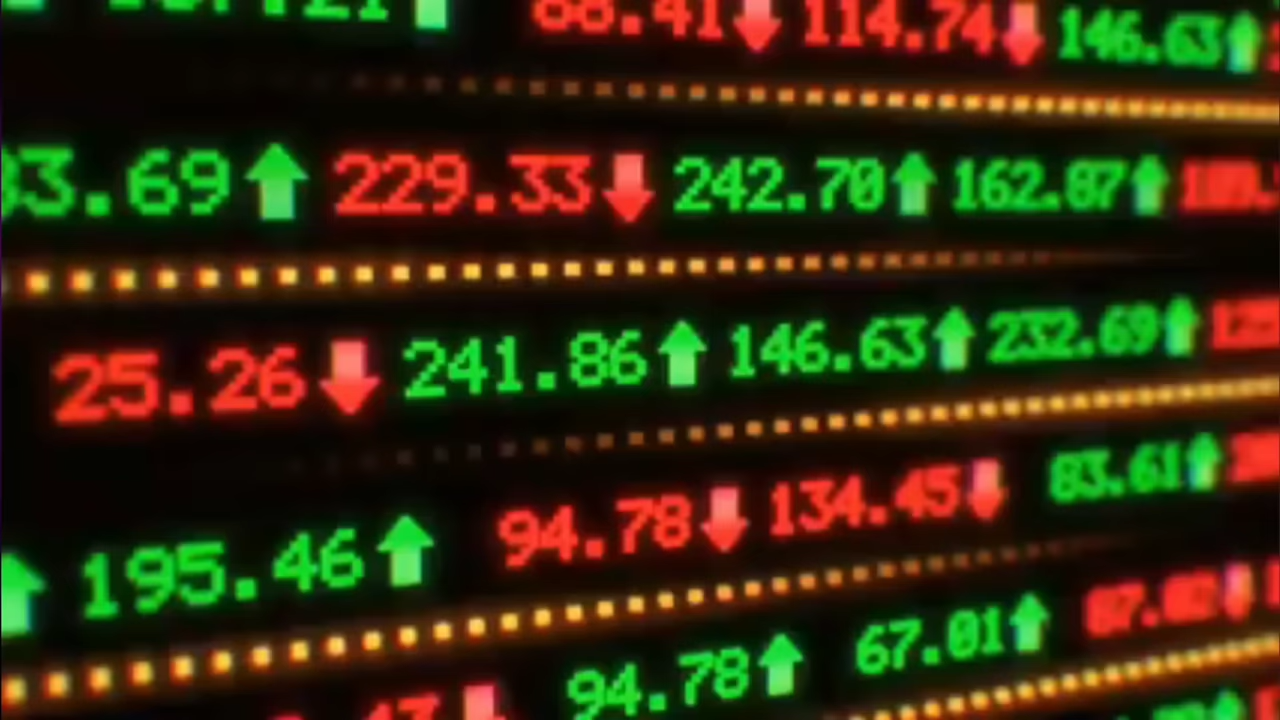 88.41 114.74 146.63
83.69 229.33 242.70 162.87
25.26 241.86 146.63 232.69
195.46 94.78 134.45 83.61
94.78 67.01